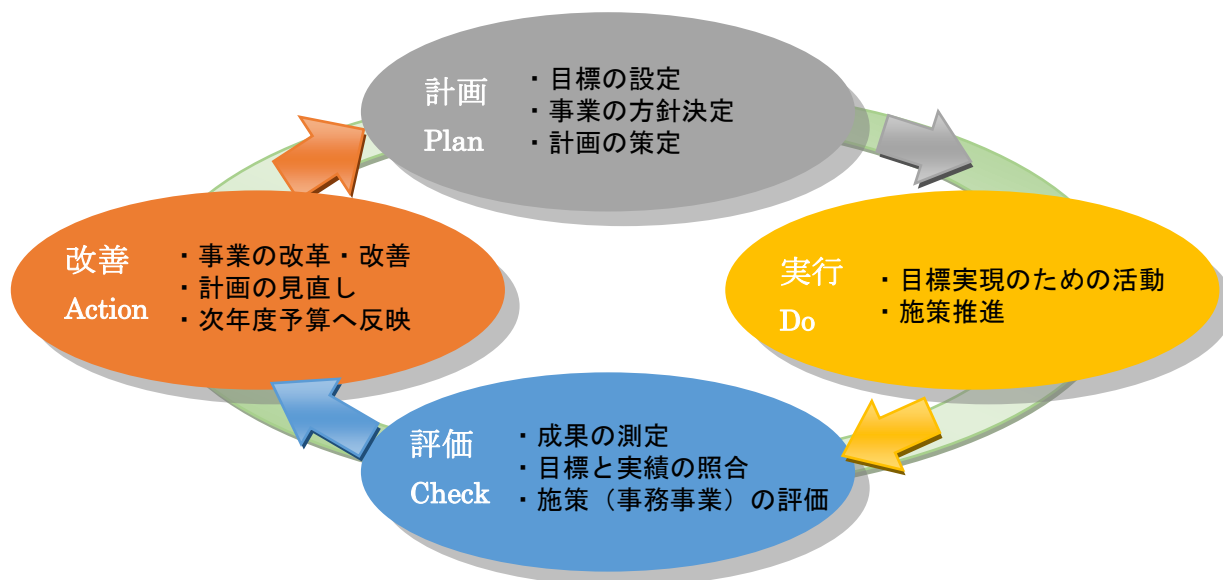 計画
Plan
・目標の設定
・事業の方針決定
・計画の策定
改善
Action
・事業の改革・改善
・計画の見直し
・次年度予算へ反映
実行
Do
・目標実現のための活動
・施策推進
評価
Check
・成果の測定
・目標と実績の照合
・施策（事務事業）の評価